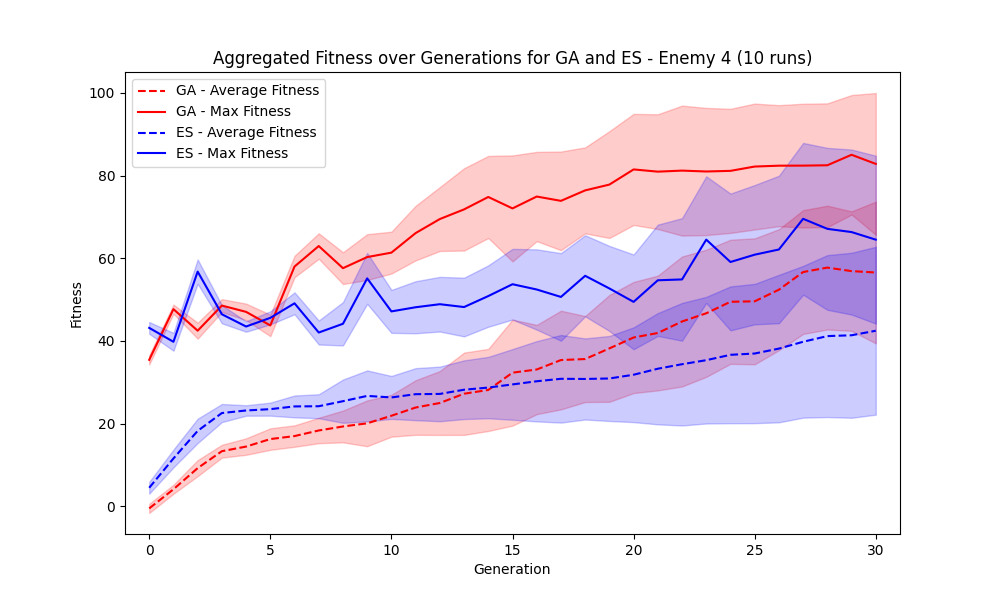 Aggregated Fitness over Generations for GA and ES - Enemy 4 (10 runs)
GA - Average Fitness
GA - Max Fitness
ES - Average Fitness
ES - Max Fitness
Fitness
100
80
60
40
20
0
0 5 10 15 20 25 30
Generation